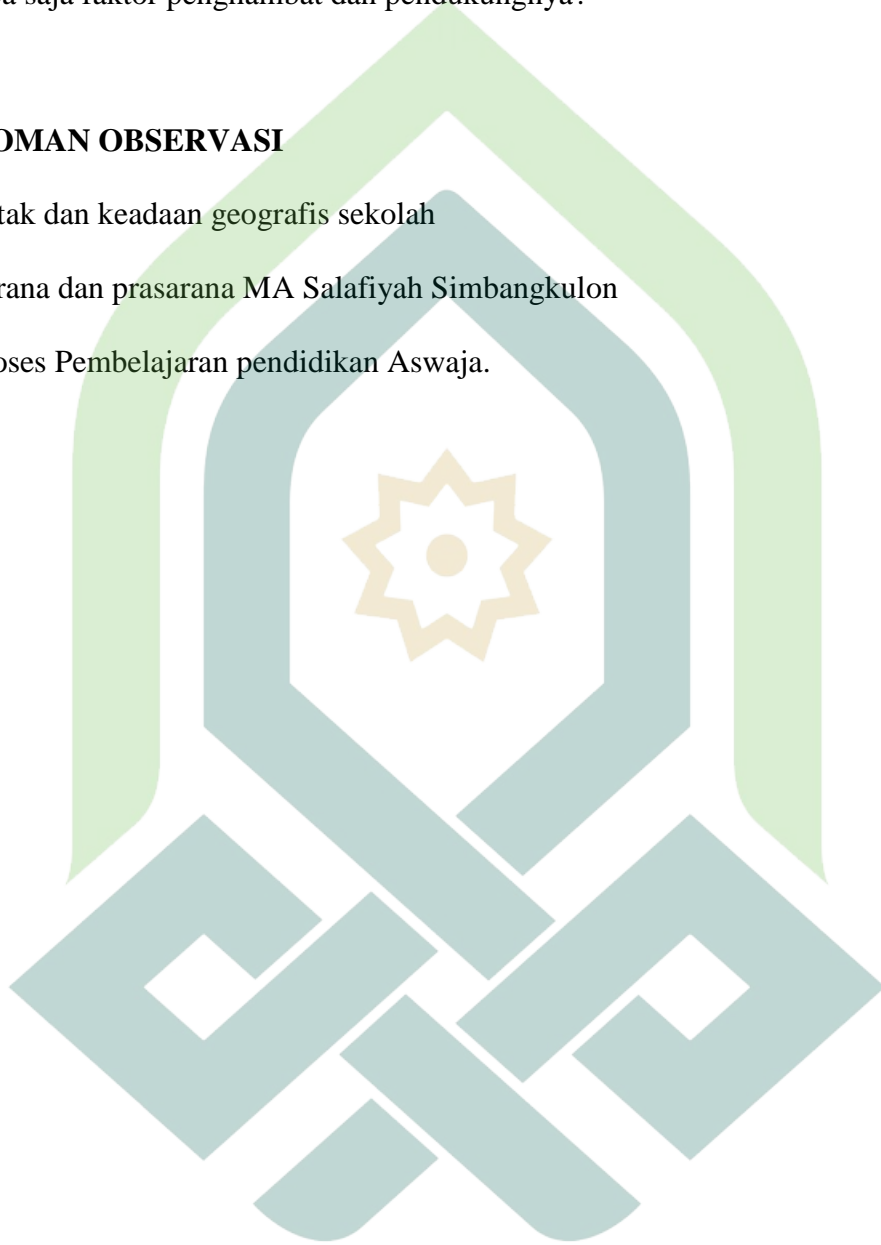 a saja faktor penghambat dan pendukungnya?
OMAN OBSERVASI
tak dan keadaan geografis sekolah
rana dan prasarana MA Salafiyah Simbangkulon
oses Pembelajaran pendidikan Aswaja.